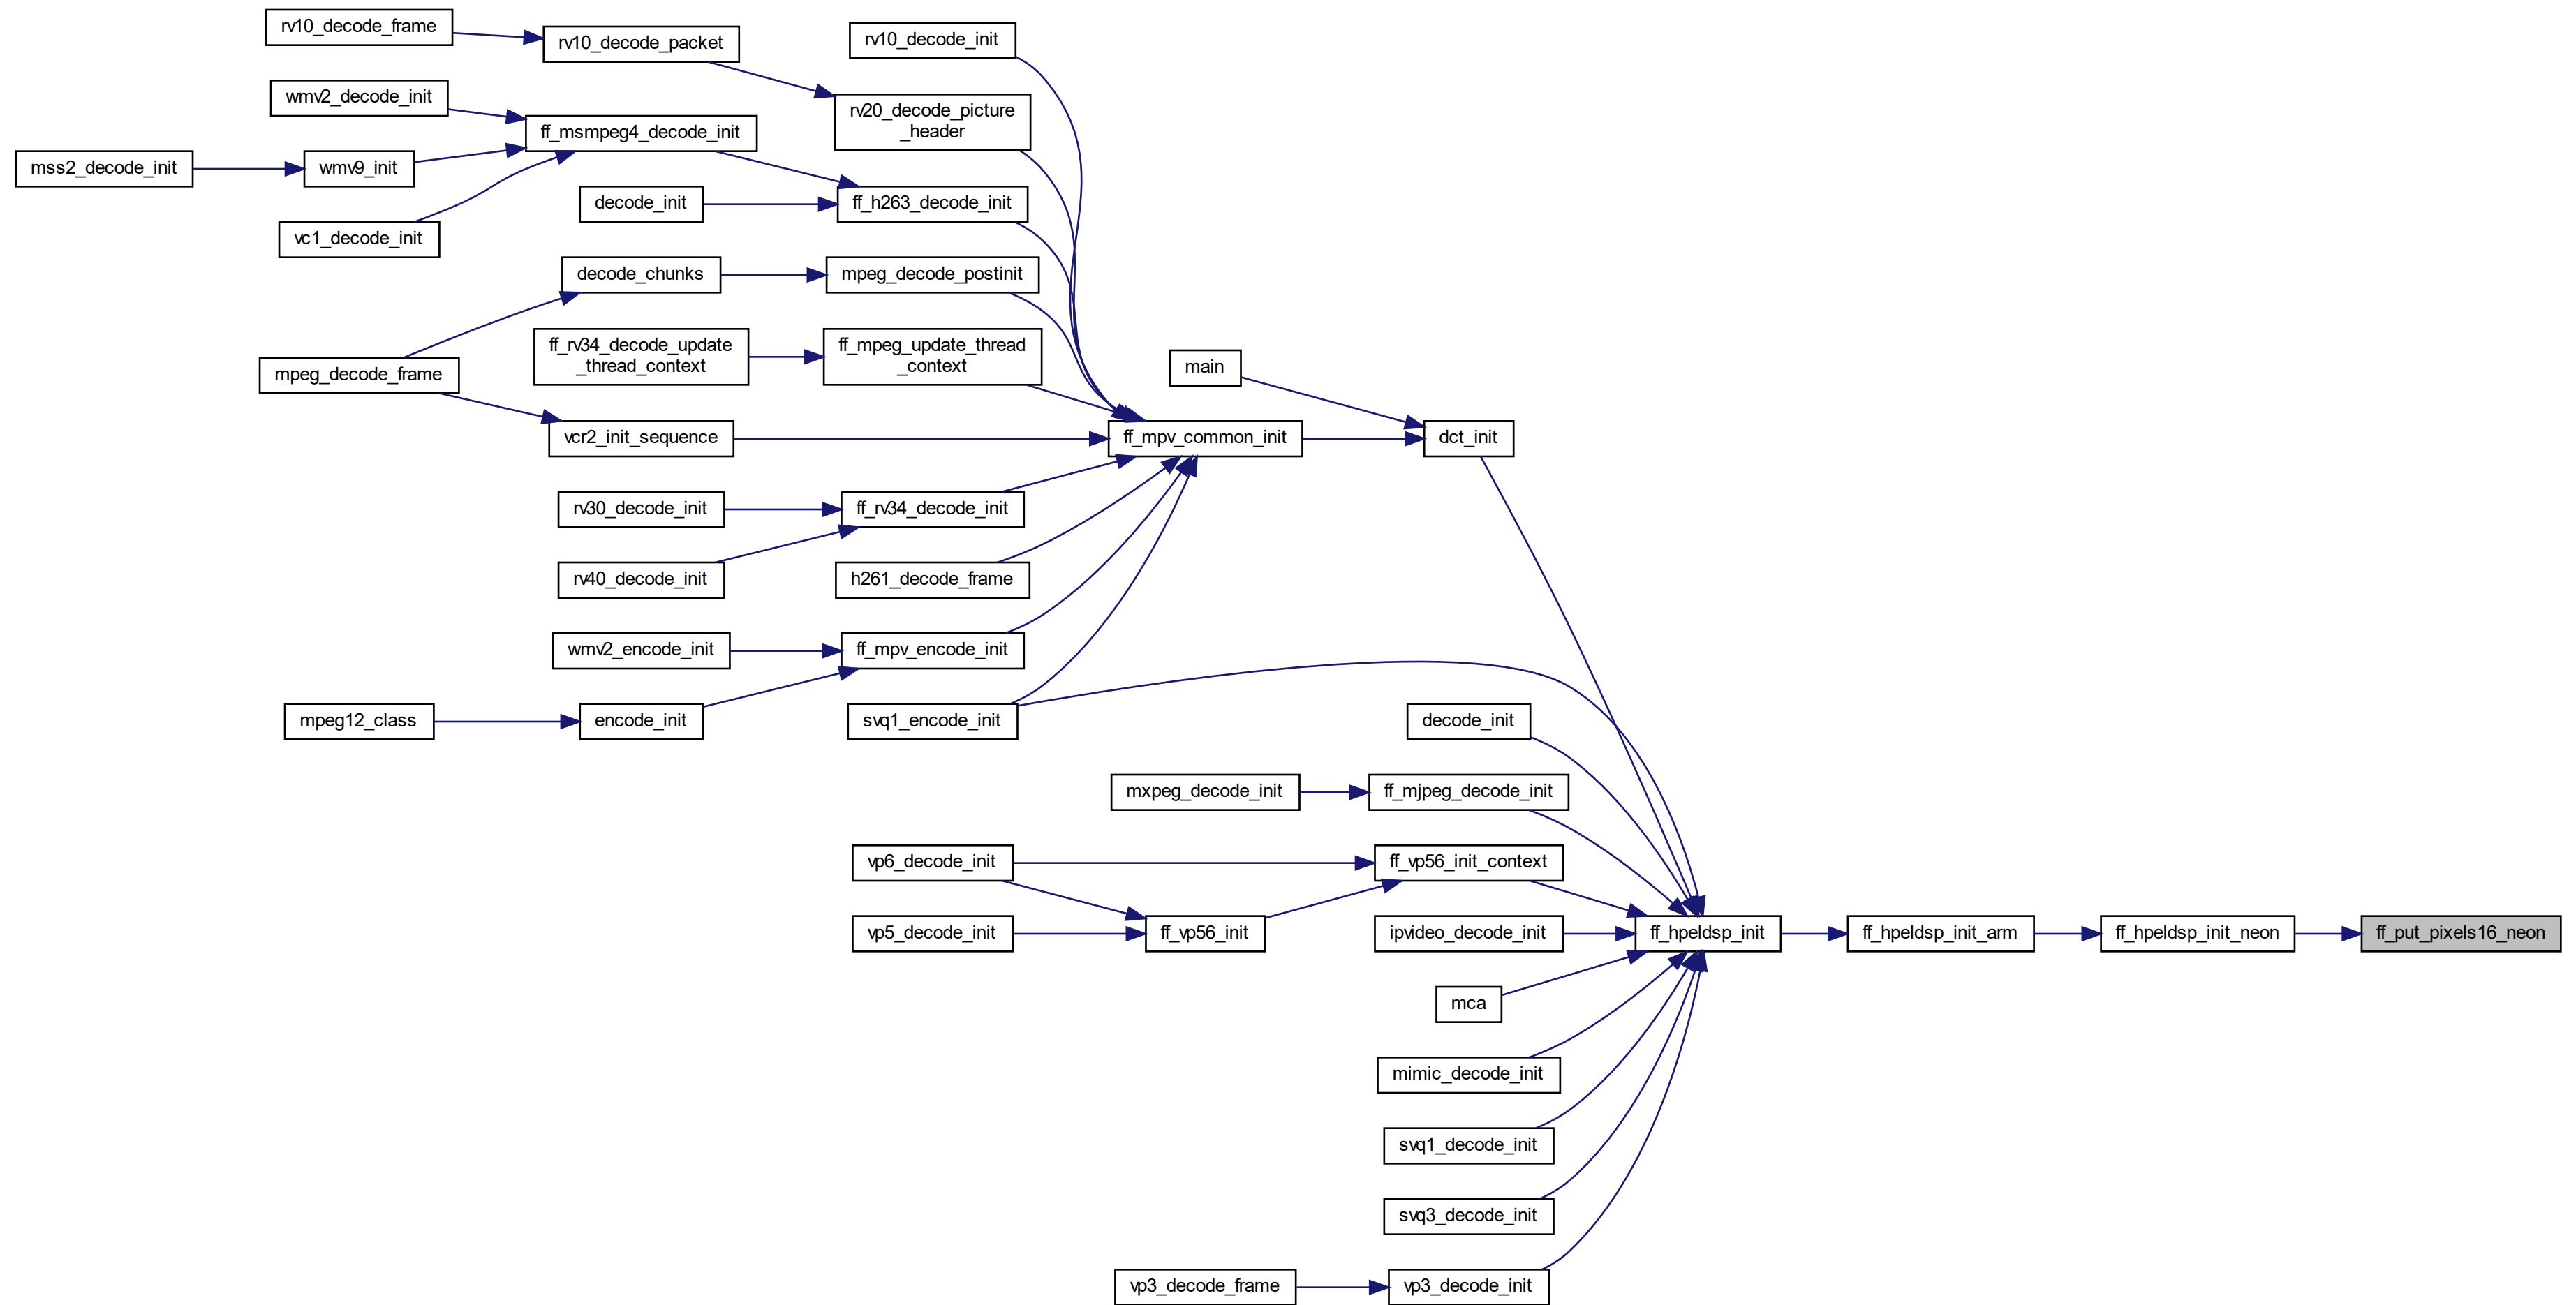 rv10_decode_frame
rv10_decode_packet
rv10_decode_init
wmv2_decode_init
rv20_decode_picture
_header
ff_msmpeg4_decode_init
mss2_decode_init
wmv9_init
decode_init
ff_h263_decode_init
vc1_decode_init
decode_chunks
mpeg_decode_postinit
ff_rv34_decode_update
_thread_context
ff_mpeg_update_thread
_context
main
mpeg_decode_frame
vcr2_init_sequence
ff_mpv_common_init
dct_init
rv30_decode_init
ff_rv34_decode_init
rv40_decode_init
h261_decode_frame
wmv2_encode_init
ff_mpv_encode_init
mpeg12_class
encode_init
svq1_encode_init
decode_init
mxpeg_decode_init
ff_mjpeg_decode_init
vp6_decode_init
ff_vp56_init_context
vp5_decode_init
ff_vp56_init
ipvideo_decode_init
ff_hpeldsp_init
ff_hpeldsp_init_arm
ff_hpeldsp_init_neon
ff_put_pixels16_neon
mca
mimic_decode_init
svq1_decode_init
svq3_decode_init
vp3_decode_frame
vp3_decode_init